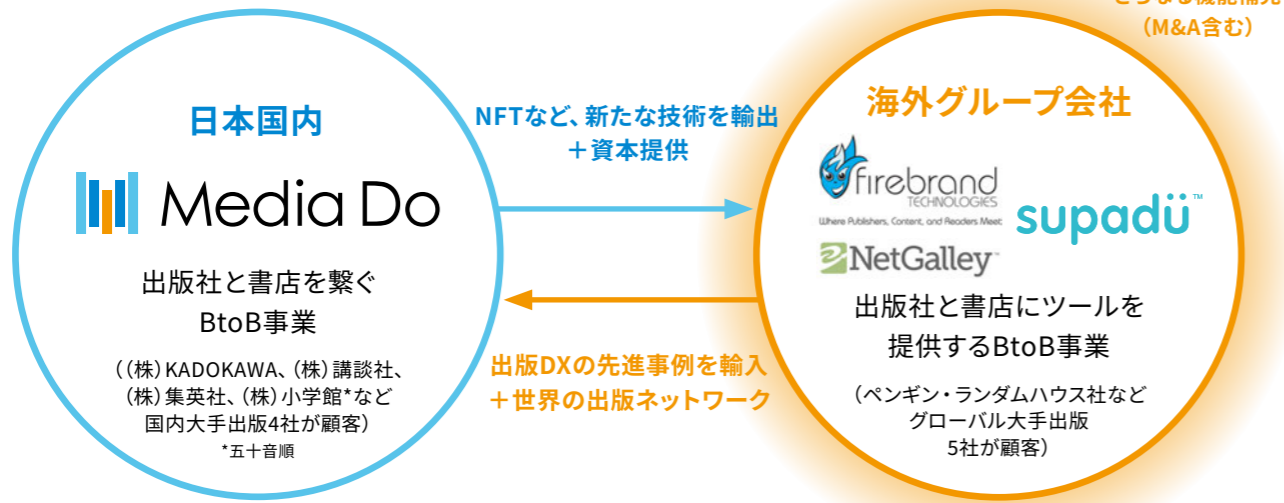 （M&A含む）
日本国内
Media Do
出版社と書店を繋ぐ
BtoB事業
（（株）KADOKAWA、（株）講談社、
（株）集英社、（株）小学館*など
国内大手出版4社が顧客）
*五十音順
NFTなど、新たな技術を輸出
＋資本提供
出版DXの先進事例を輸入
＋世界の出版ネットワーク
海外グループ会社
firebrand
TECHNOLOGIES
Where Publishers, Content, and Readers Meet
supadü™
NetGalley
出版社と書店にツールを
提供するBtoB事業
（ペンギン・ランダムハウス社など
グローバル大手出版
5社が顧客）